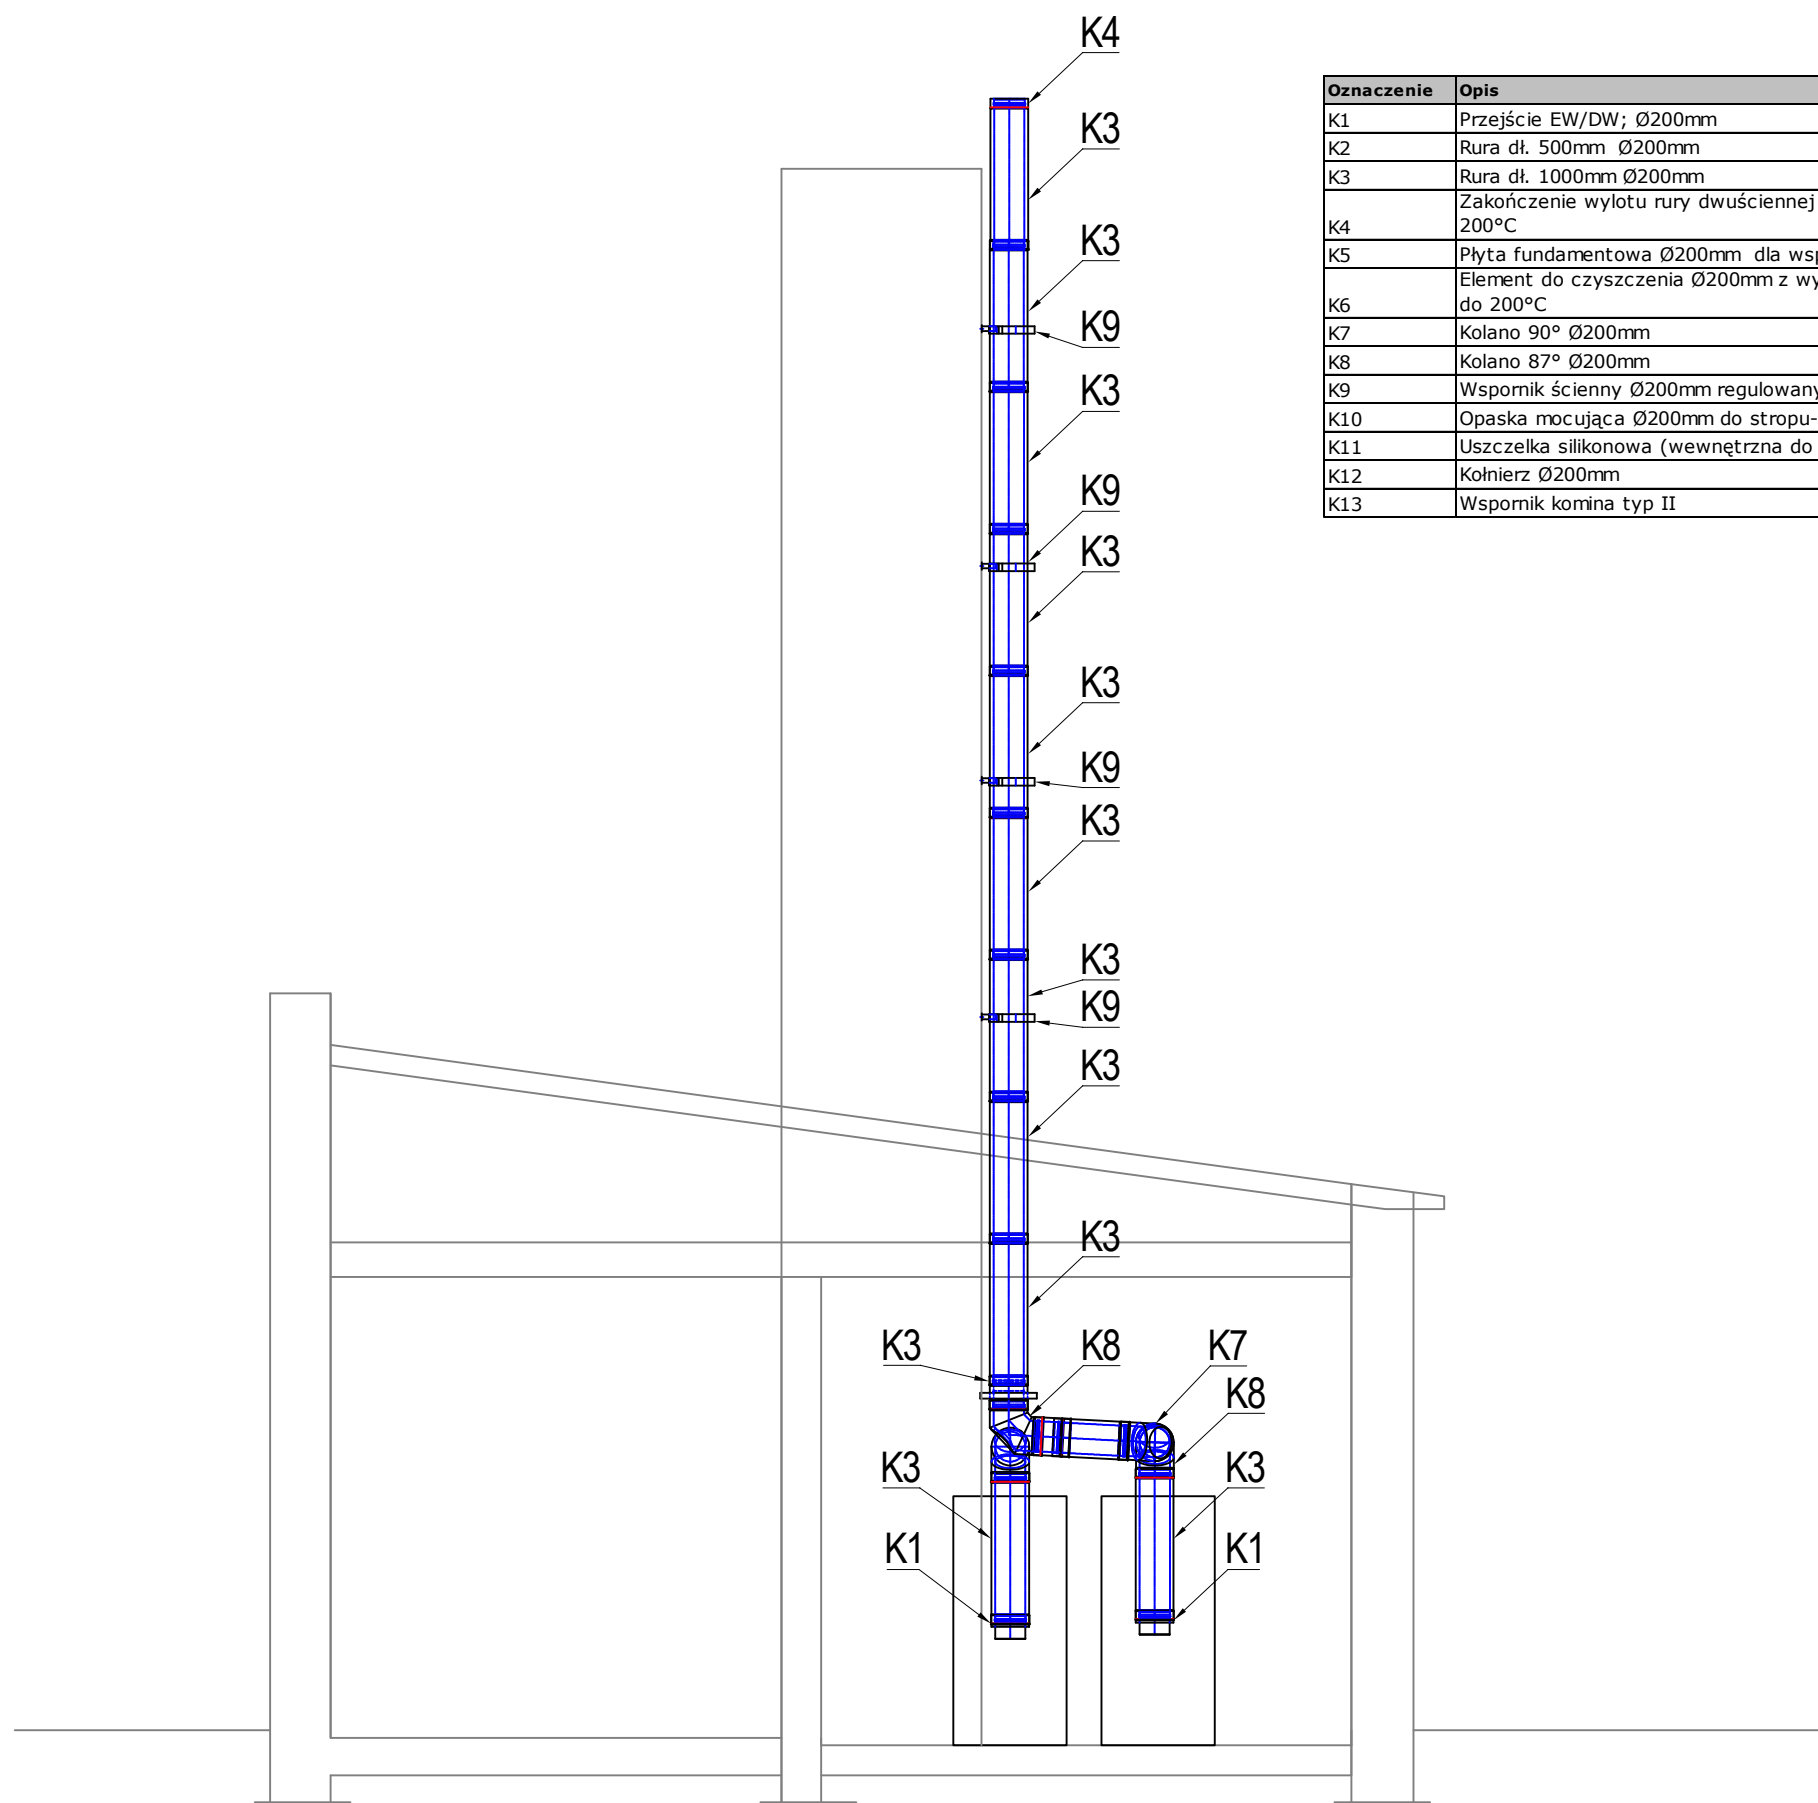 K4
K3
K3
K9
K3
K9
K3
K3
K9
K3
K3
K9
K3
K3
K3
K8
K7
K8
K3
K3
K1
K1
Oznaczenie Opis
K1 Przejście EW/DW; Ø200mm
K2 Rura dł. 500mm Ø200mm
K3 Rura dł. 1000mm Ø200mm
Zakończenie wylotu rury dwuściennej
K4 200°C
K5 Płyta fundamentowa Ø200mm dla
Element do czyszczenia Ø200mm z
K6 do 200°C
K7 Kolano 90° Ø200mm
K8 Kolano 87° Ø200mm
K9 Wspornik ścienny Ø200mm regulowany
K10 Opaska mocująca Ø200mm do stropu-
K11 Uszczelka silikonowa (wewnętrzna do
K12 Kołnierz Ø200mm
K13 Wspornik komina typ II